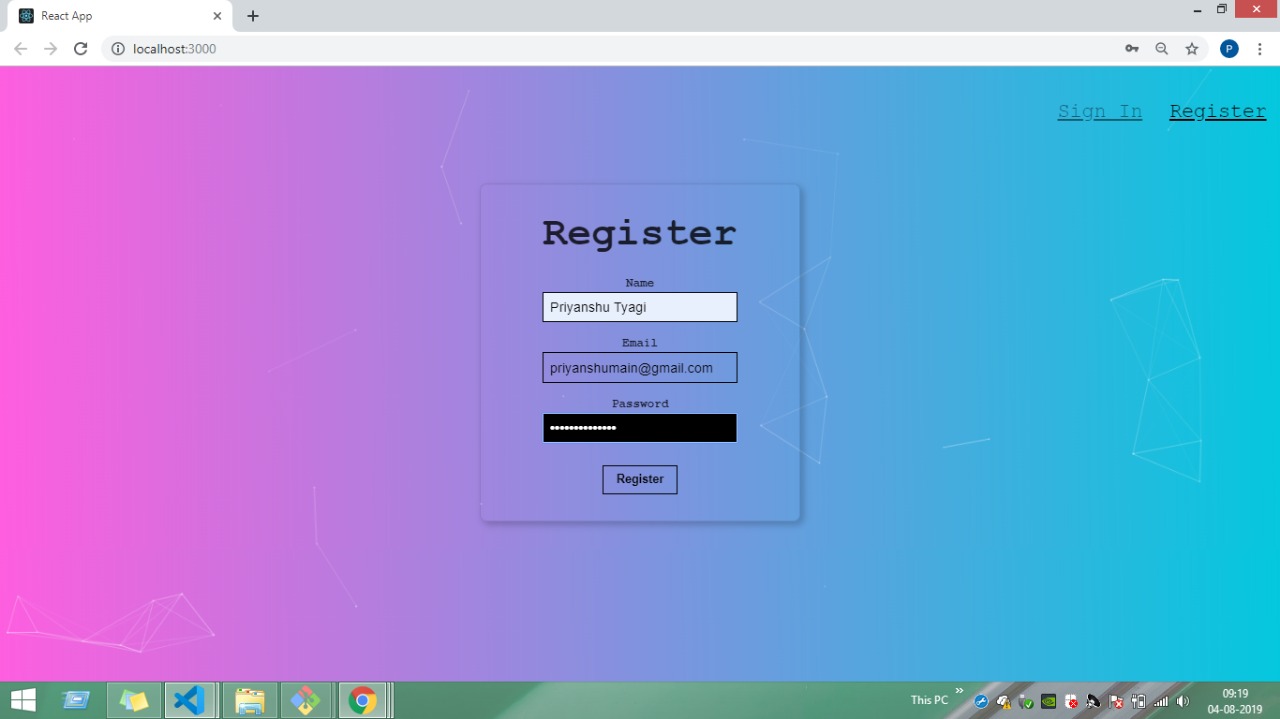 React App
localhost:3000
P
Sign In Register
Register
Name
Priyanshu Tyagi
Email
priyanshumain@gmail.com
Password
••••••••••••••
Register
This PC
09:19
04-08-2019